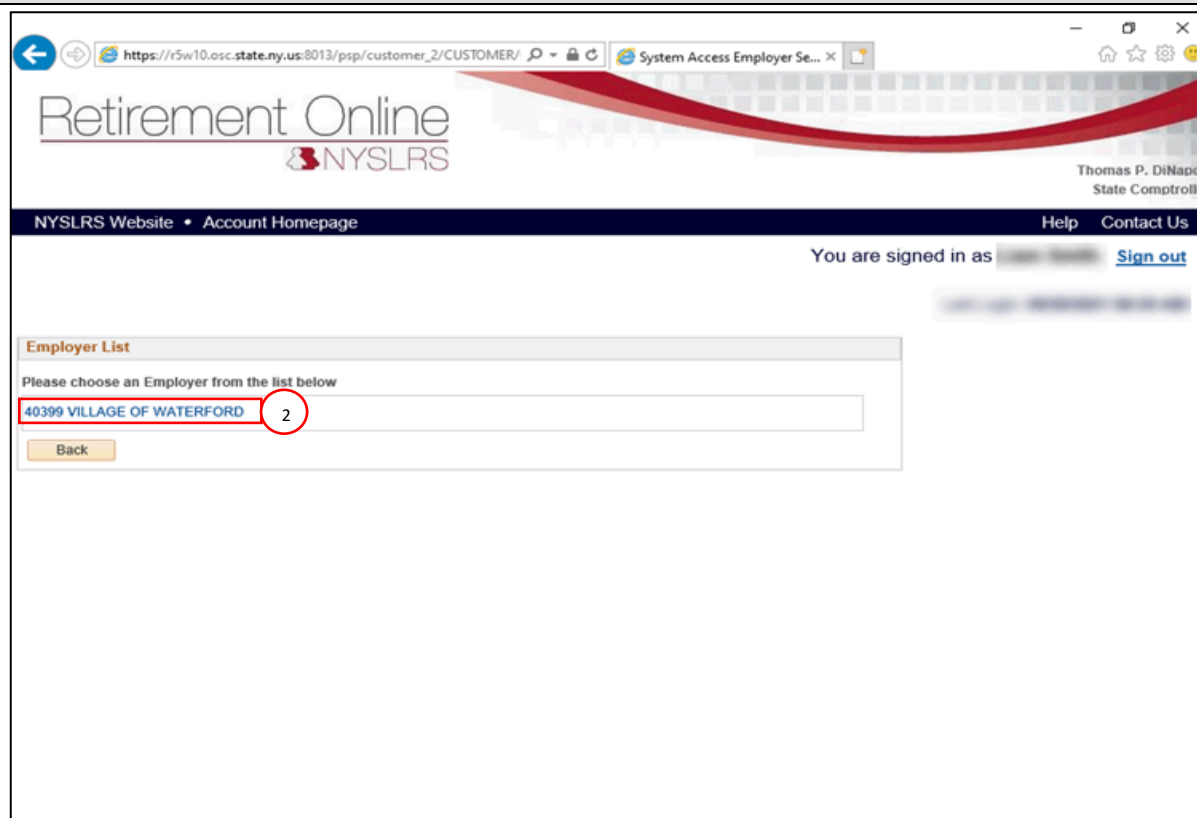 https://r5w10.osc.state.ny.us:8013/psp/customer_2/CUSTOMER/
System Access Employer Se...
Retirement Online
NYSLRS
Thomas P. DiNapo
State Comptroll
NYSLRS Website • Account Homepage Help Contact Us
You are signed in as Sign out
Employer List
Please choose an Employer from the list below
40399 VILLAGE OF WATERFORD 2
Back